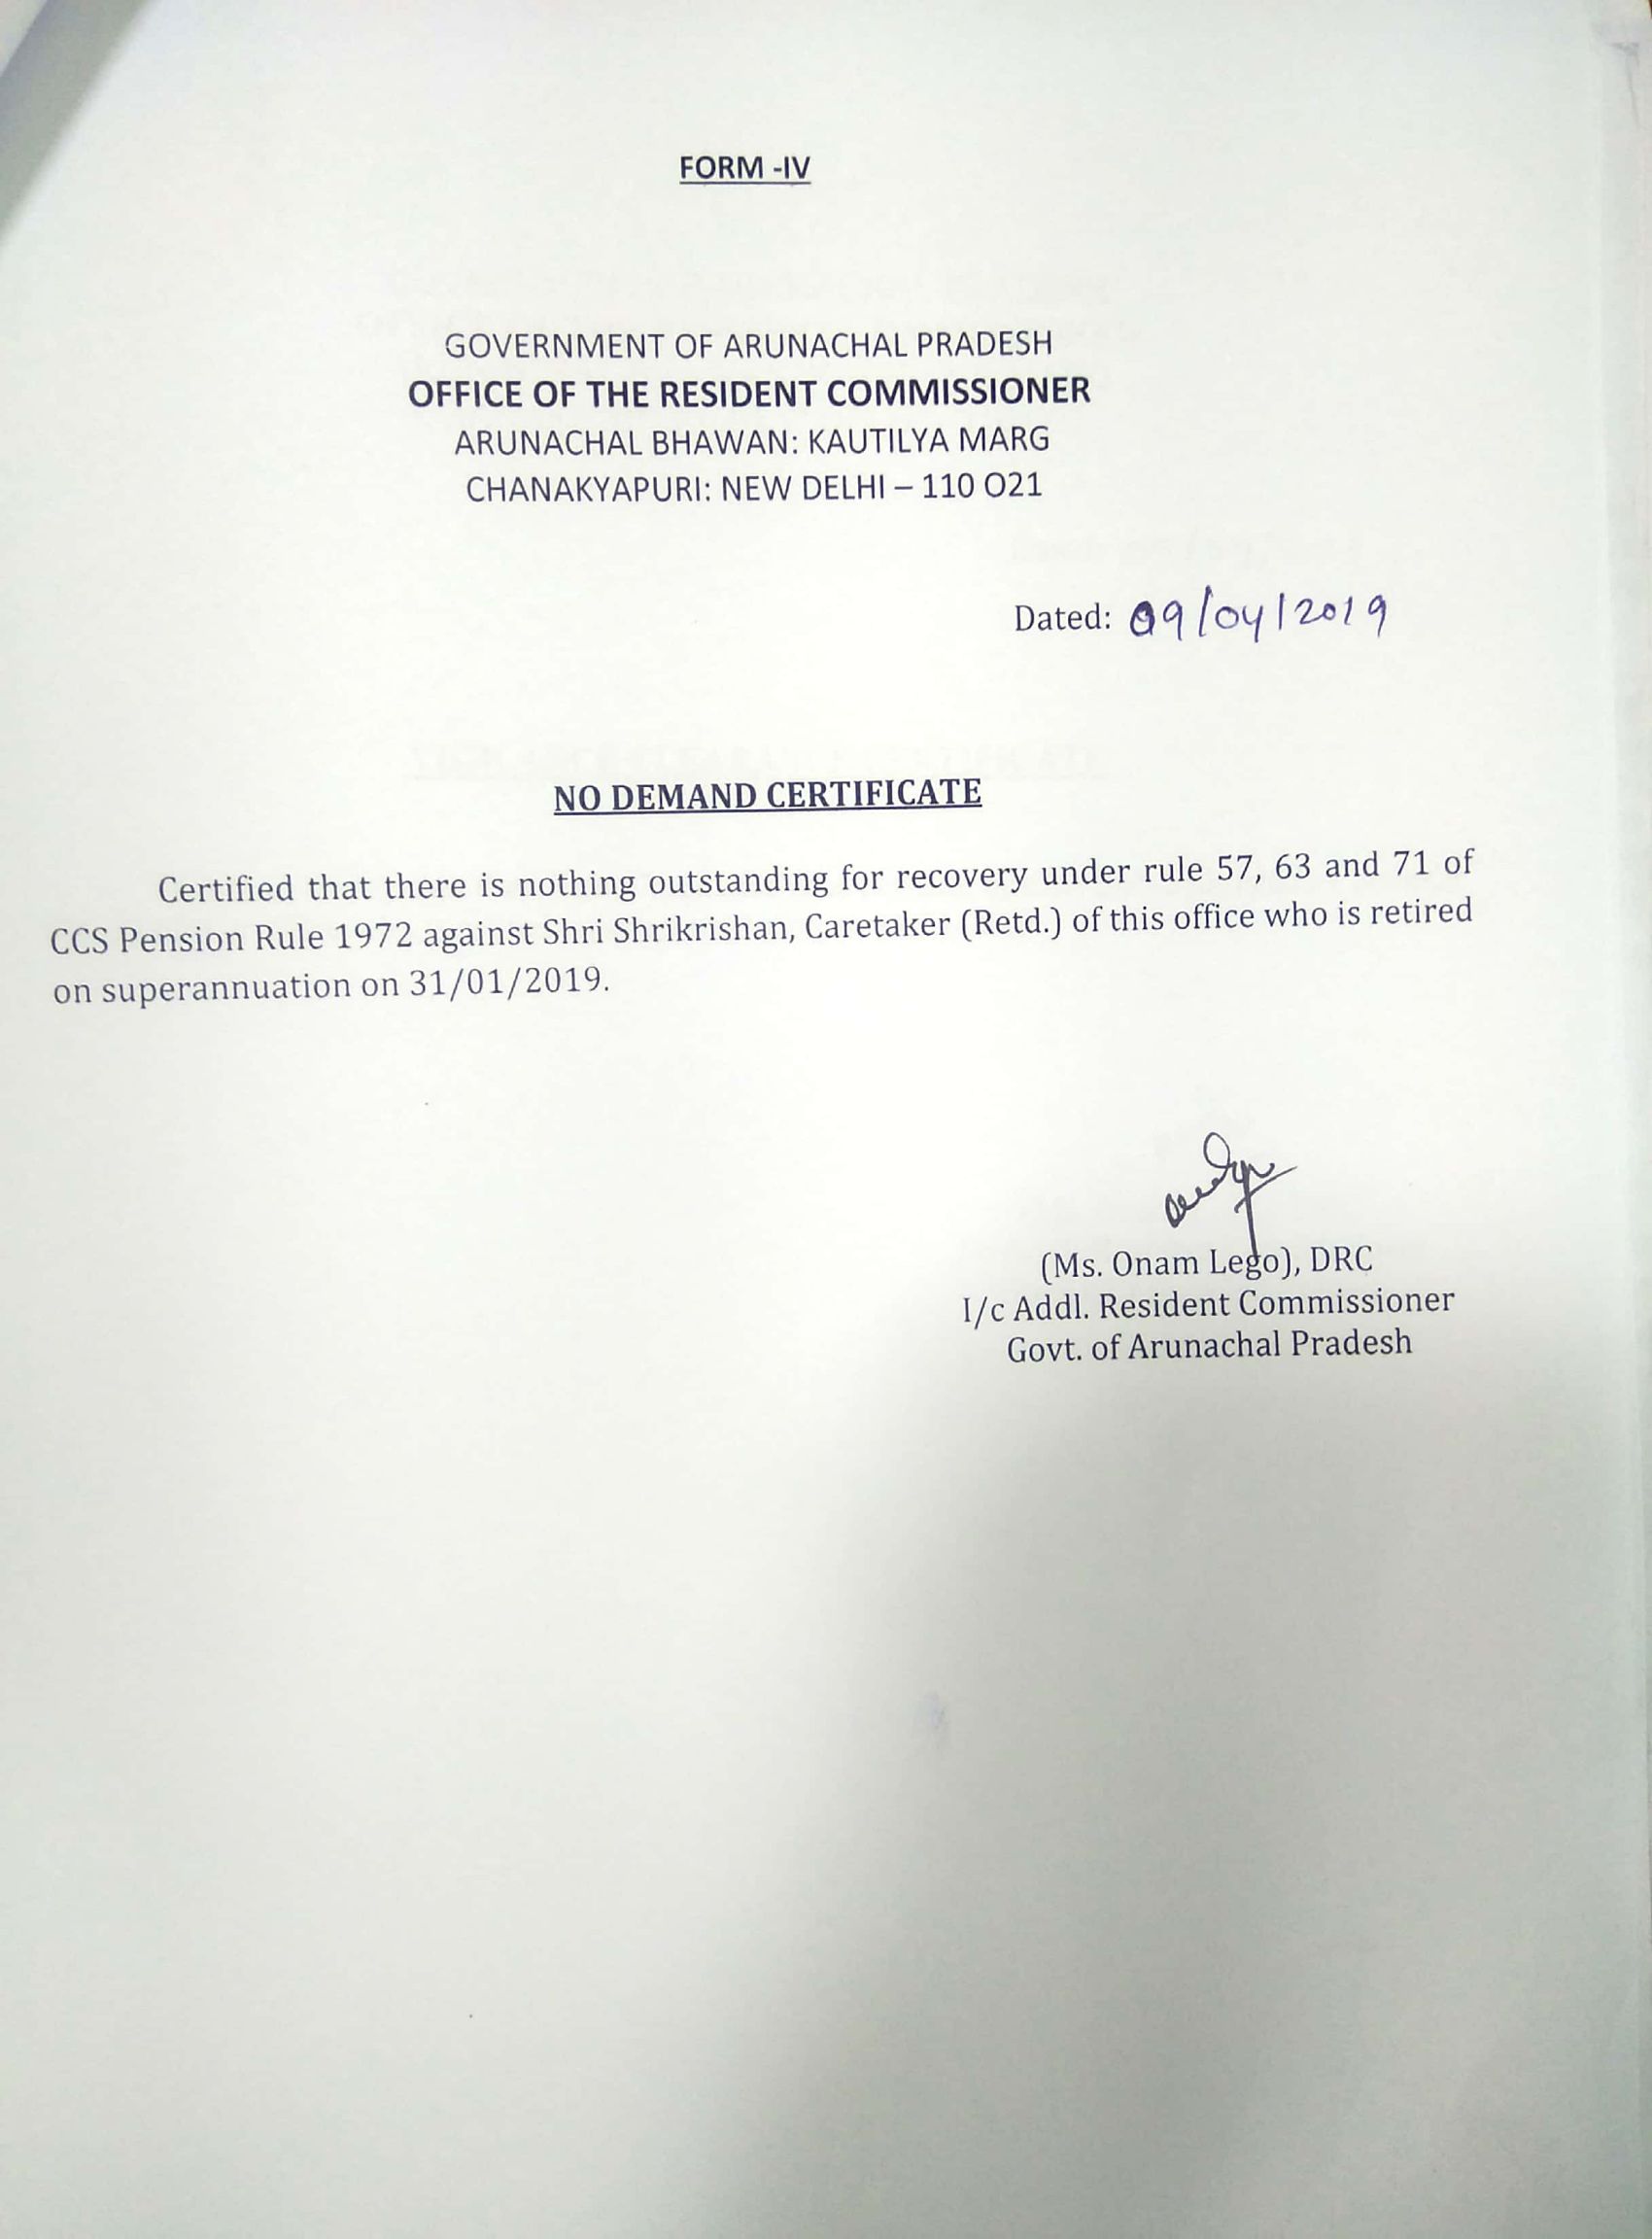 FORM -IV
GOVERNMENT OF ARUNACHAL PRADESH
OFFICE OF THE RESIDENT COMMISSIONER
ARUNACHAL BHAWAN: KAUTILYA MARG
CHANAKYAPURI: NEW DELHI – 110 O21
Dated: 09/04/2019
NO DEMAND CERTIFICATE
Certified that there is nothing outstanding for recovery under rule 57, 63 and 71 of
CCS Pension Rule 1972 against Shri Shrikrishan, Caretaker (Retd.) of this office who is retired
on superannuation on 31/01/2019.
(Ms. Onam Lego), DRC
I/c Addl. Resident Commissioner
Govt. of Arunachal Pradesh